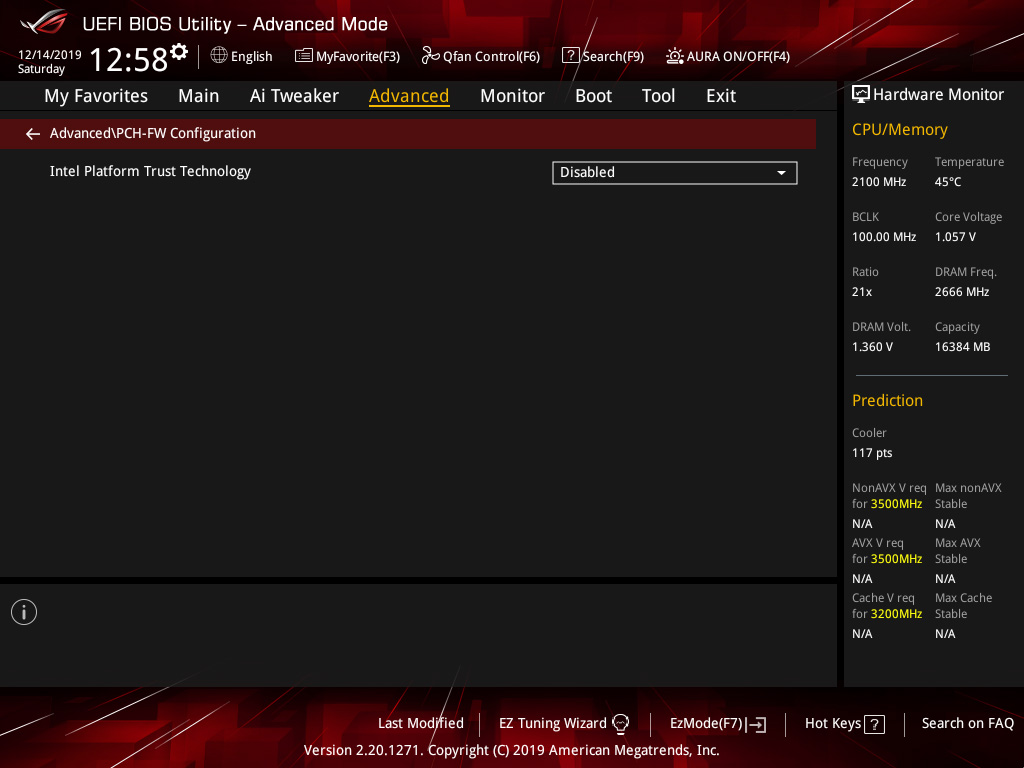 UEFI BIOS Utility – Advanced Mode
12/14/2019
Saturday
12:58
English
MyFavorite(F3)
Qfan Control(F6)
? Search(F9)
AURA ON/OFF(F4)
My Favorites Main Ai Tweaker Advanced Monitor Boot Tool Exit
Advanced\PCH-FW Configuration
Intel Platform Trust Technology Disabled
Hardware Monitor
CPU/Memory
Frequency Temperature
2100 MHz 45°C
BCLK Core Voltage
100.00 MHz 1.057 V
Ratio DRAM Freq.
21x 2666 MHz
DRAM Volt. Capacity
1.360 V 16384 MB
Prediction
Cooler
117 pts
NonAVX V req Max nonAVX
for 3500MHz Stable
N/A N/A
AVX V req Max AVX
for 3500MHz Stable
N/A N/A
Cache V req Max Cache
for 3200MHz Stable
N/A N/A
i
Last Modified EZ Tuning Wizard EzMode(F7) Hot Keys ? Search on FAQ
Version 2.20.1271. Copyright (C) 2019 American Megatrends, Inc.